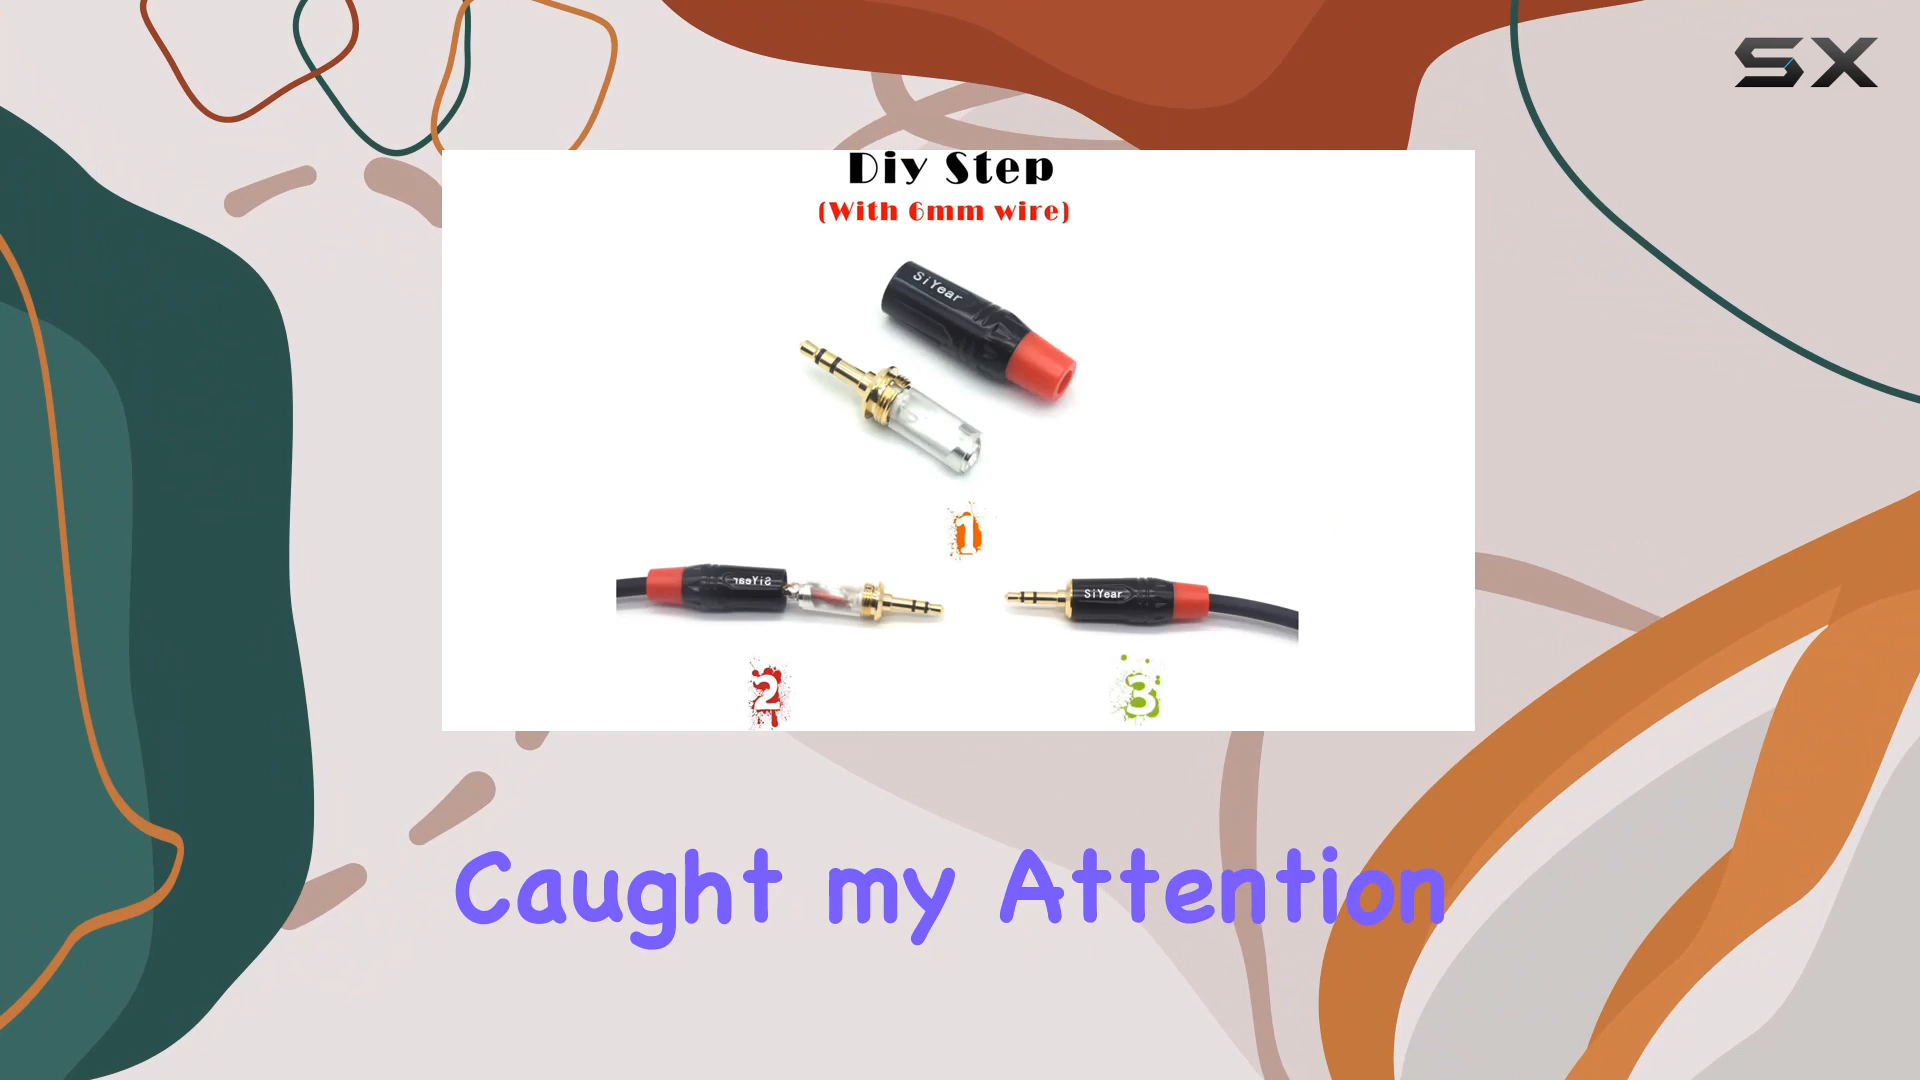 SX
Diy Step
(With 6mm wire)
SiYear
1
SiYear
SiYear
2
3
Caught my Attention